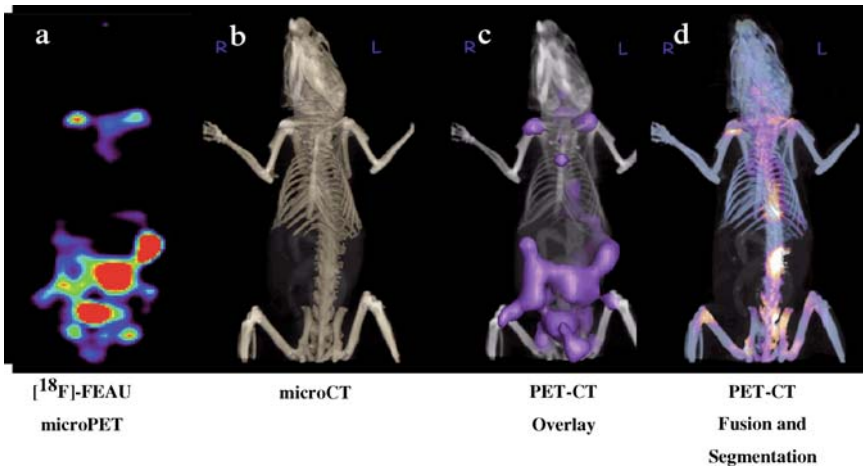 a
b
c
d
R
L
R
L
R
L
[¹⁸F]-FEAU
microPET
microCT
PET-CT
Overlay
PET-CT
Fusion and
Segmentation